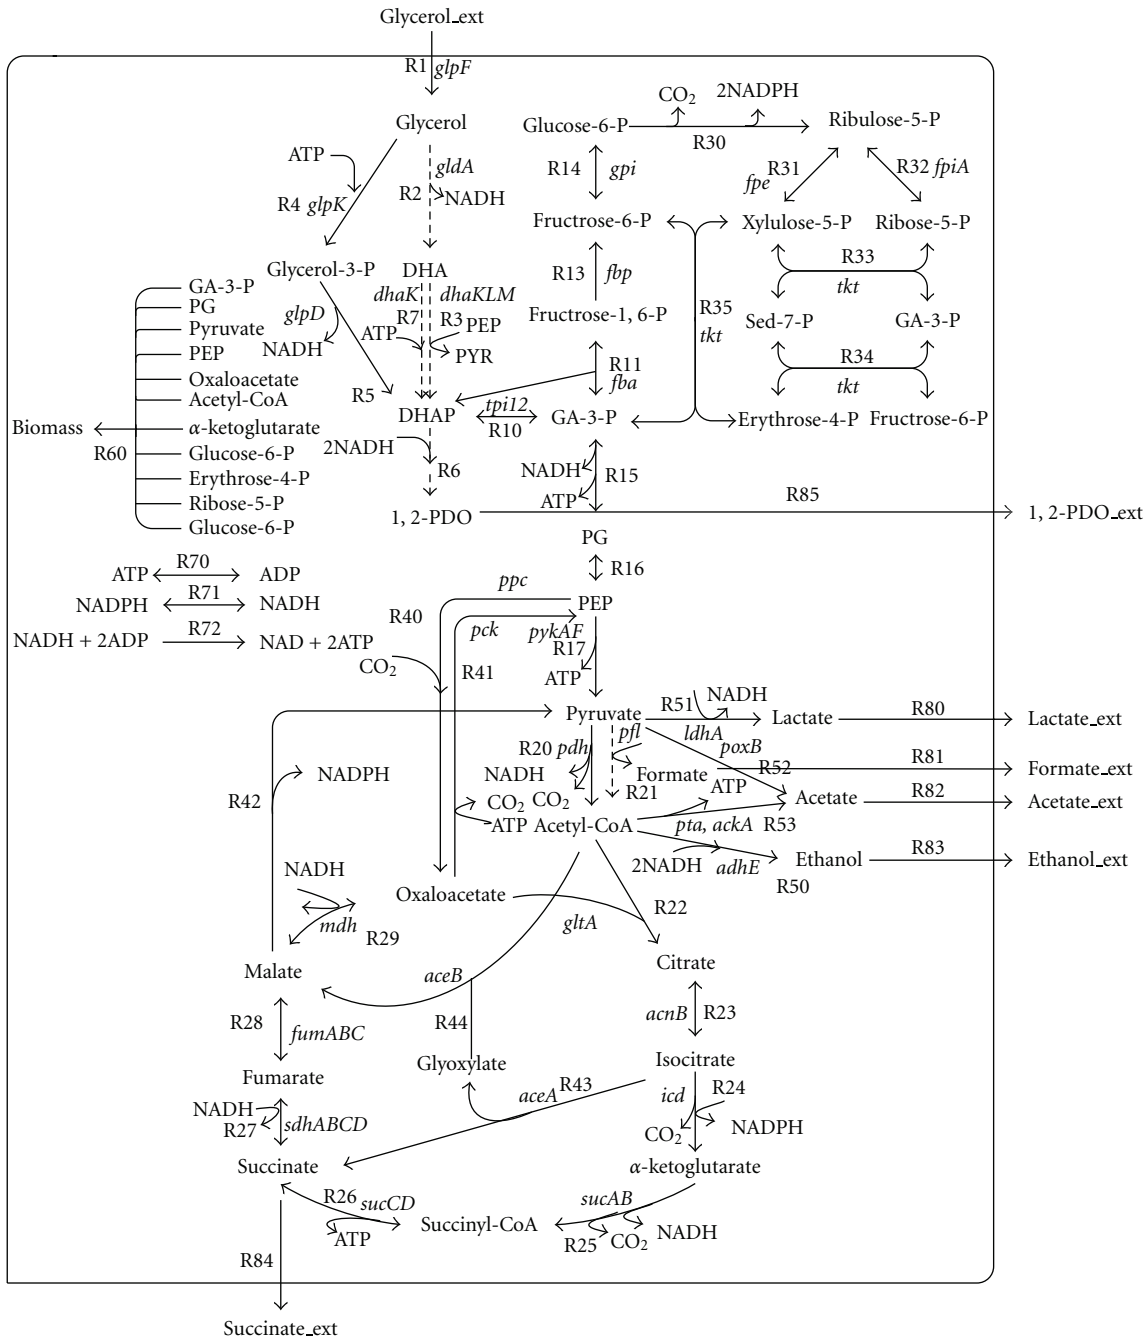 Glycerol_ext
R1 glpF
Glycerol
ATP
R4 glpK
gldA
R2
NADH
Glycerol-3-P
DHA
glpD
NADH
R5
dhaK
R7
ATP
dhaKLM
R3
PEP
PYR
DHAP
2NADH
R6
1, 2-PDO
tpi12
R10
Glucose-6-P
CO2
2NADPH
R30
Ribulose-5-P
R14
gpi
R31
fpe
R32 fpiA
Fructrose-6-P
Xylulose-5-P
Ribose-5-P
R13
fbp
R33
tkt
Fructrose-1, 6-P
R35
tkt
Sed-7-P
GA-3-P
R11
fba
R34
tkt
GA-3-P
Erythrose-4-P
Fructrose-6-P
NADH
R15
ATP
R85
1, 2-PDO_ext
PG
R16
GA-3-P
PG
Pyruvate
PEP
Oxaloacetate
Acetyl-CoA
Biomass
α-ketoglutarate
R60
Glucose-6-P
Erythrose-4-P
Ribose-5-P
Glucose-6-P
ATP
R70
ADP
NADPH
R71
NADH
NADH + 2ADP
R72
NAD + 2ATP
ppc
PEP
R40
pck
pykAF
R17
CO2
R41
ATP
Pyruvate
R51
NADH
ldhA
Lactate
R80
Lactate_ext
R20 pdh
pfl
poxB
R52
NADH
Formate
R81
Formate_ext
R21
ATP
CO2
CO2
Acetate
R82
Acetate_ext
ATP
Acetyl-CoA
pta, ackA
R53
2NADH
adhE
R50
Ethanol
R83
Ethanol_ext
NADPH
R42
NADH
mdh
R29
Oxaloacetate
gltA
R22
Malate
aceB
Citrate
R28
fumABC
R44
acnB
R23
Fumarate
Glyoxylate
Isocitrate
NADH
R27
sdhABCD
aceA
R43
icd
R24
CO2
NADPH
Succinate
α-ketoglutarate
R26
sucCD
ATP
Succinyl-CoA
sucAB
R25
CO2
NADH
R84
Succinate_ext